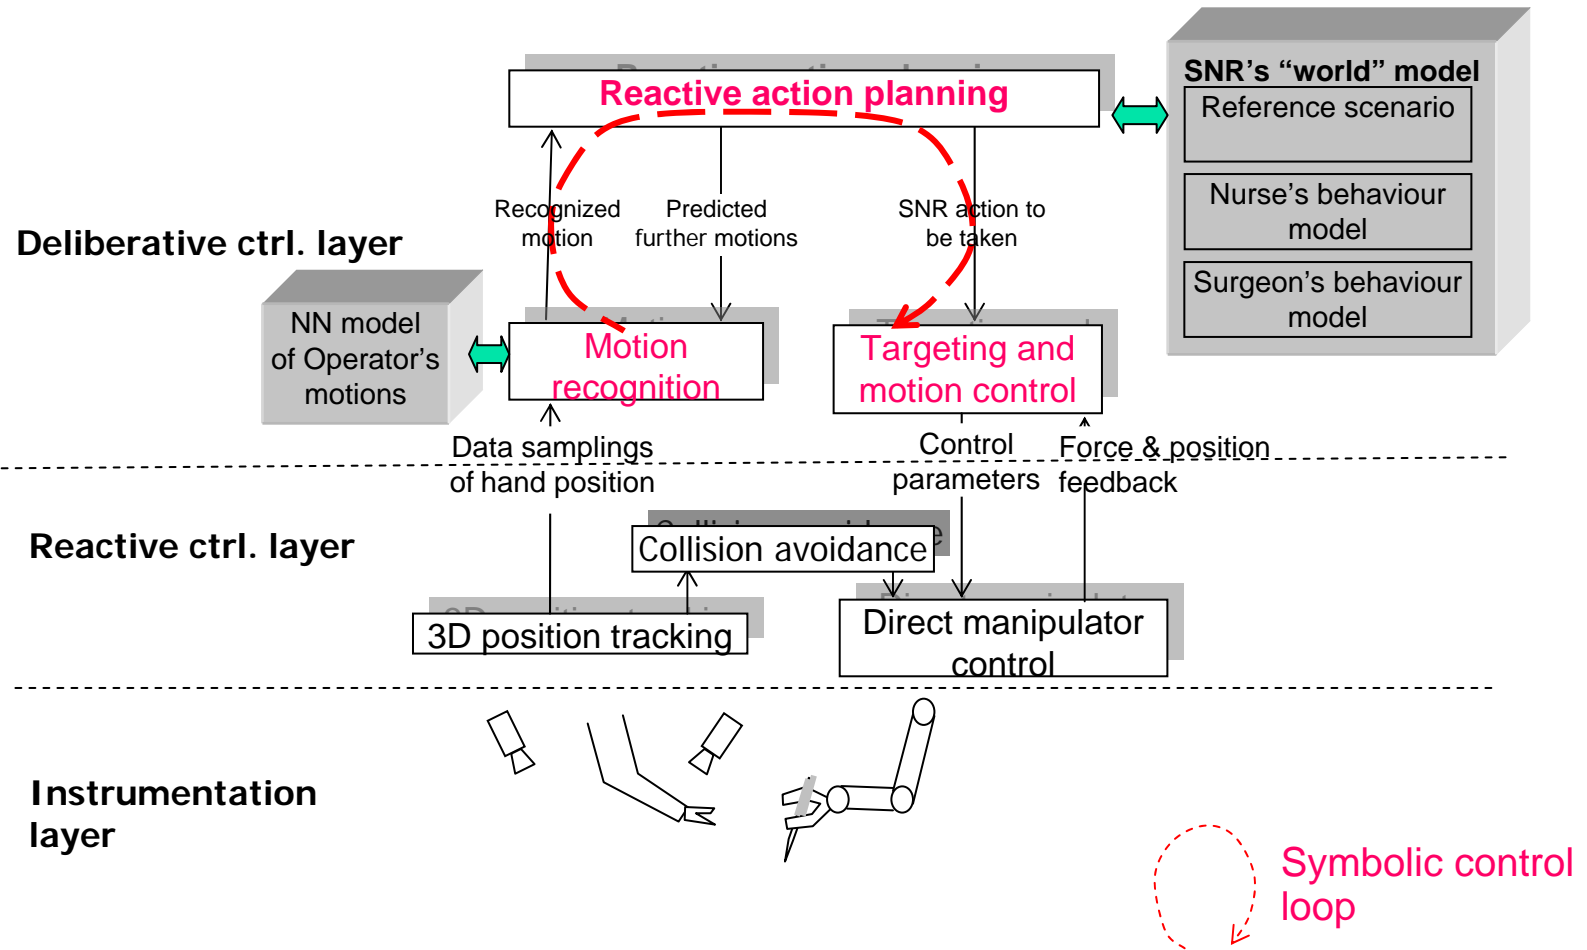 Reactive action planning
SNR's “world” model
Reference scenario
Nurse's behaviour
model
Surgeon's behaviour
model
Recognized
motion
Predicted
further motions
SNR action to
be taken
Deliberative ctrl. layer
NN model
of Operator's
motions
Motion
recognition
Targeting and
motion control
Data samplings
of hand position
Control
parameters
Force & position
feedback
Reactive ctrl. layer
Collision avoidance
3D position tracking
Direct manipulator
control
Instrumentation
layer
Symbolic control
loop